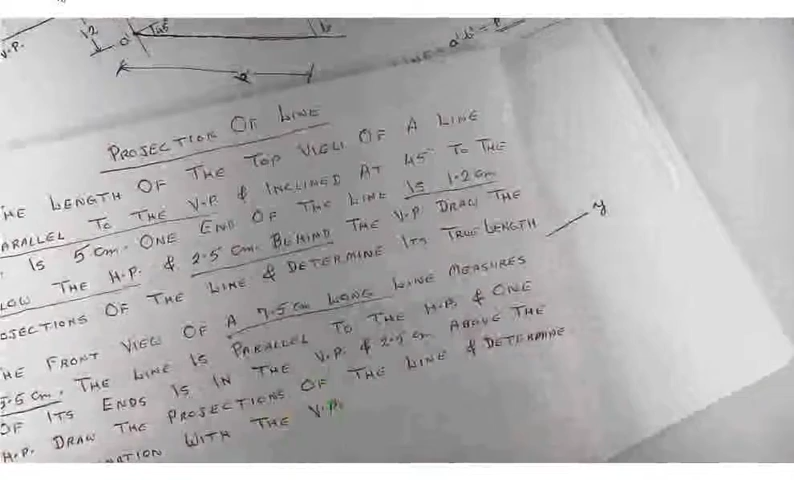 V.P.
12
a'
45°
b
a'b' = P
PROJECTION OF LINE
THE LENGTH OF THE TOP VIEW OF A LINE
PARALLEL TO THE V.P. & INCLINED AT 45° TO THE
IS 5 cm. ONE END OF THE LINE IS 1.2 cm
LOW THE H.P. & 2.5 cm. BEHIND THE V.P. DRAW THE
OJECTIONS OF THE LINE & DETERMINE ITS TRUE LENGTH
y
HE FRONT VIEW OF A 7.5 cm LONG LINE MEASURES
5.5 cm. THE LINE IS PARALLEL TO THE H.P. & ONE
OF ITS ENDS IS IN THE V.P. & 2.5 cm ABOVE THE
H.P. DRAW THE PROJECTIONS OF THE LINE & DETERMINE
NATION WITH THE V.P.